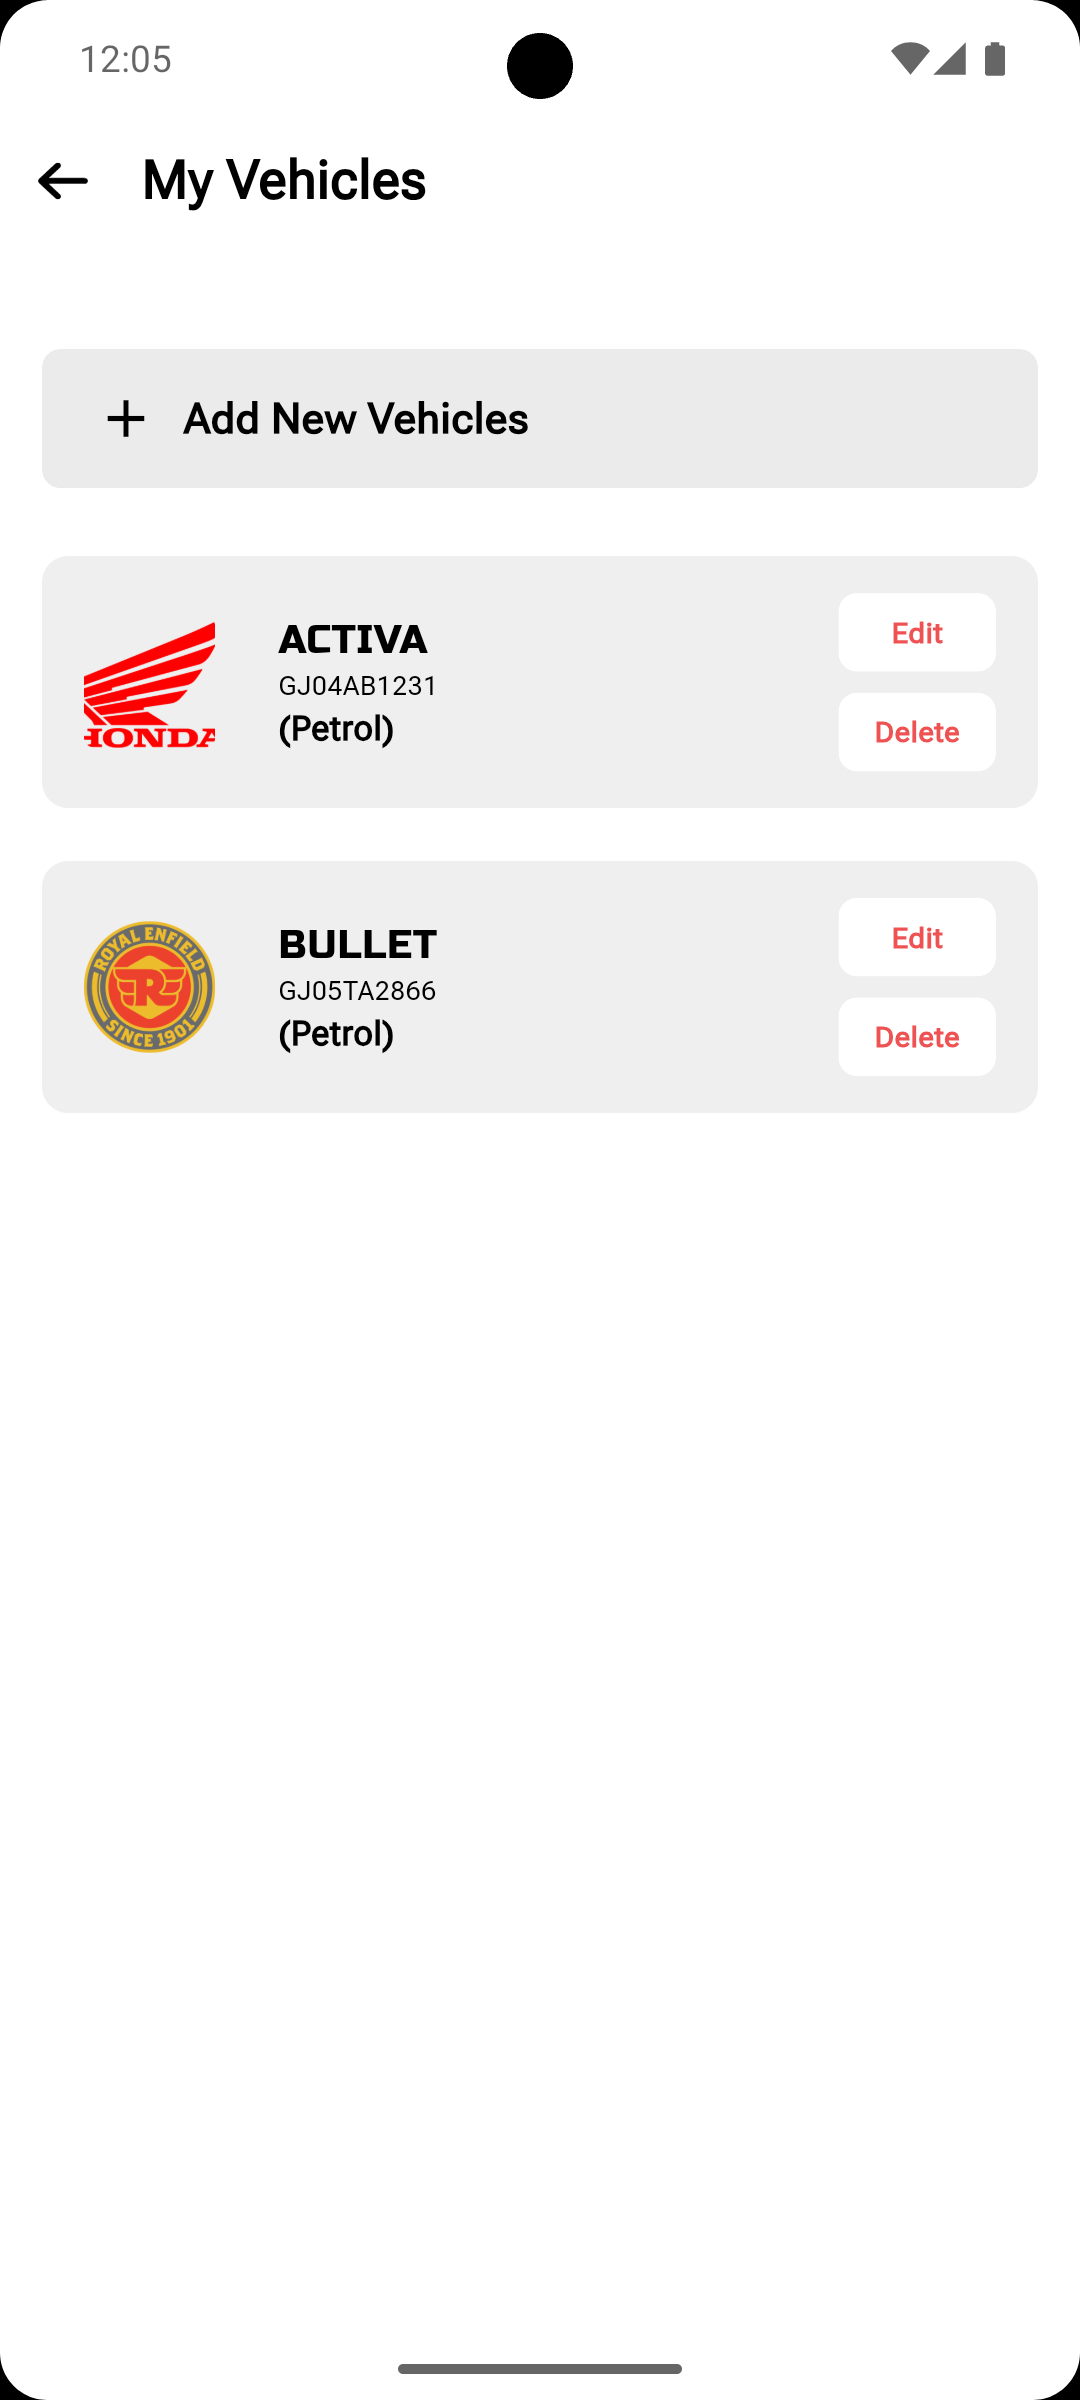 12:05
My Vehicles
Add New Vehicles
HONDA
ACTIVA
GJ04AB1231
(Petrol)
Edit
Delete
ROYAL ENFIELD
R
SINCE 1901
BULLET
GJ05TA2866
(Petrol)
Edit
Delete